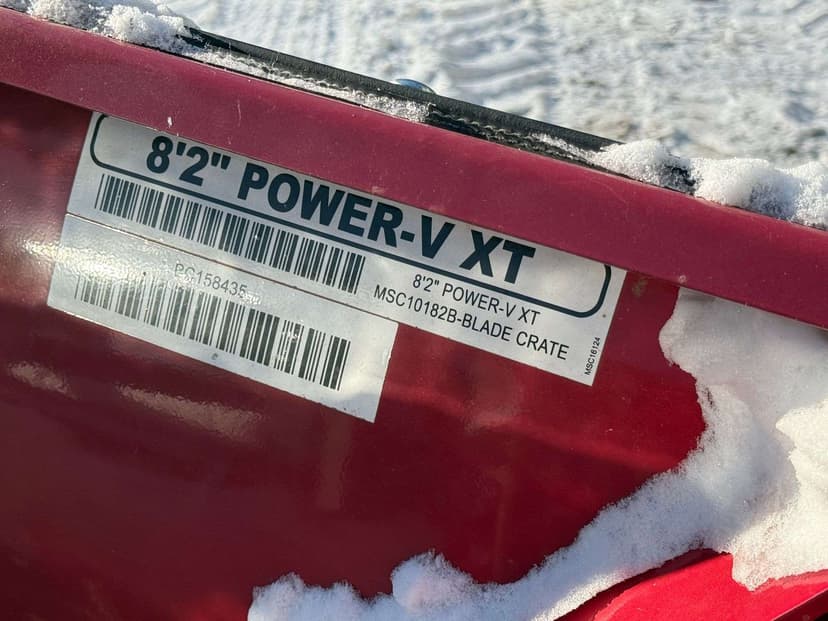 8'2" POWER-V XT
8'2" POWER-V XT
MSC10182B-BLADE CRATE
MSC16124
PC158435